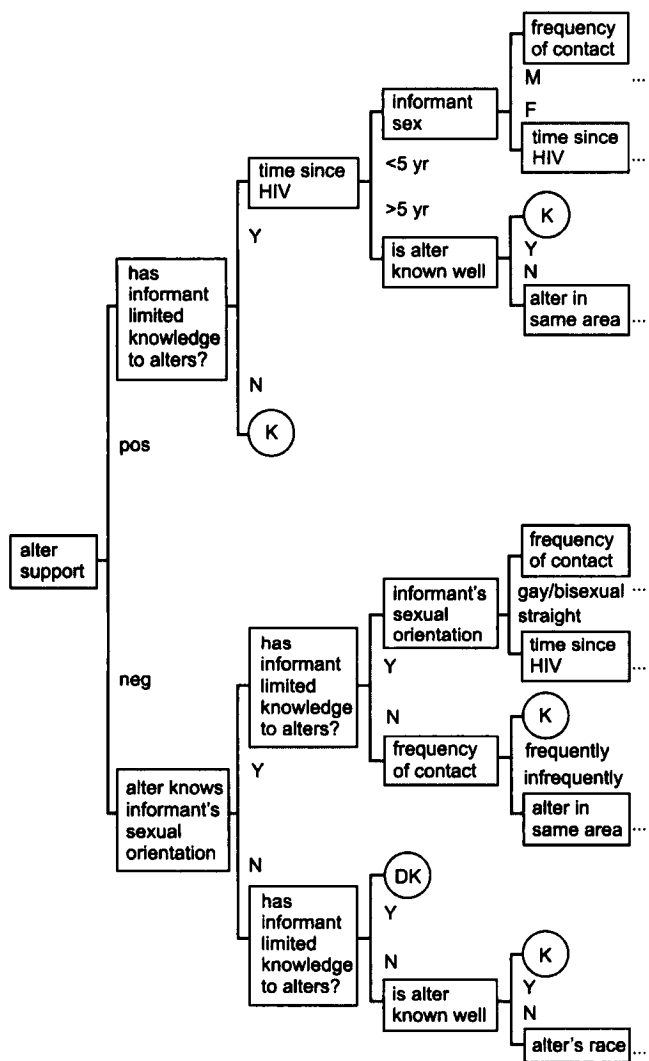 frequency
of contact
M
...
F
time since
HIV
...
informant
sex
<5 yr
>5 yr
is alter
known well
K
Y
N
alter in
same area
...
time since
HIV
Y
N
K
has
informant
limited
knowledge
to alters?
pos
alter
support
neg
alter knows
informant's
sexual
orientation
Y
N
has
informant
limited
knowledge
to alters?
Y
N
informant's
sexual
orientation
frequency
of contact
gay/bisexual
...
straight
time since
HIV
...
frequency
of contact
K
frequently
infrequently
alter in
same area
...
has
informant
limited
knowledge
to alters?
DK
Y
N
is alter
known well
K
Y
N
alter's race
...